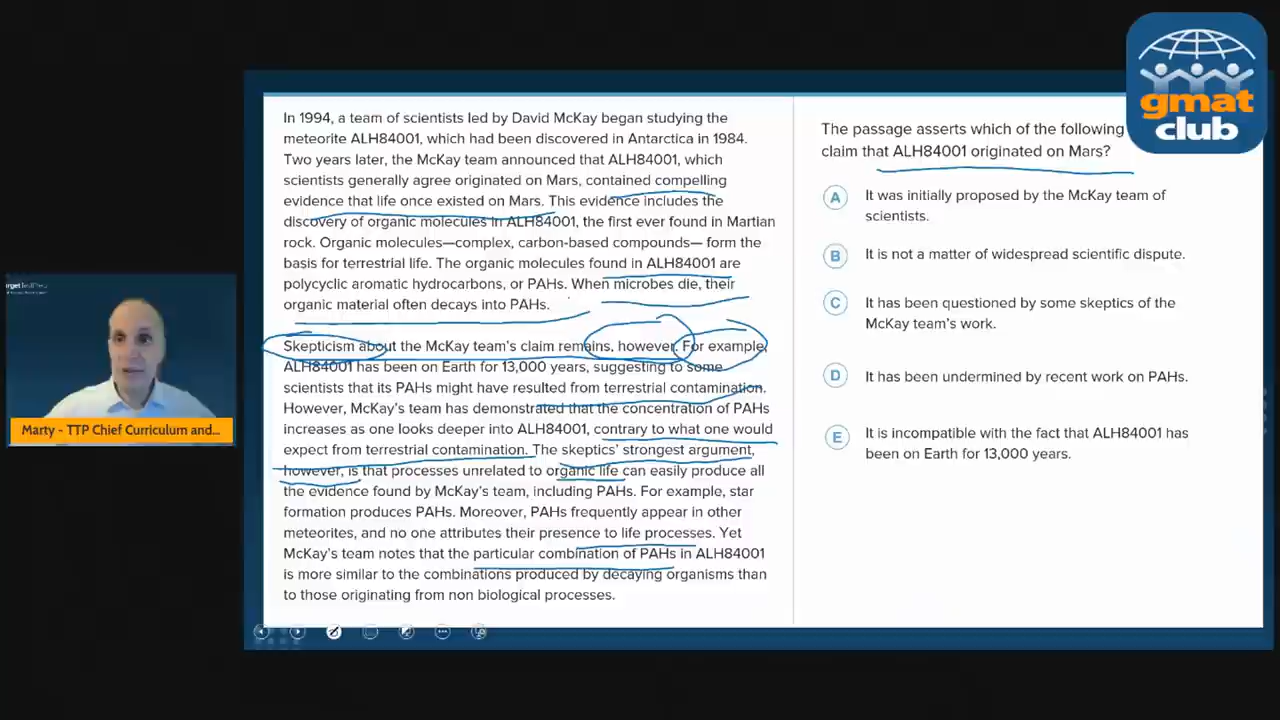 gmat
club
In 1994, a team of scientists led by David McKay began studying the
meteorite ALH84001, which had been discovered in Antarctica in 1984.
Two years later, the McKay team announced that ALH84001, which
scientists generally agree originated on Mars, contained compelling
evidence that life once existed on Mars. This evidence includes the
discovery of organic molecules in ALH84001, the first ever found in Martian
rock. Organic molecules—complex, carbon-based compounds— form the
basis for terrestrial life. The organic molecules found in ALH84001 are
polycyclic aromatic hydrocarbons, or PAHs. When microbes die, their
organic material often decays into PAHs.
Skepticism about the McKay team's claim remains, however. For example,
ALH84001 has been on Earth for 13,000 years, suggesting to some
scientists that its PAHs might have resulted from terrestrial contamination.
However, McKay's team has demonstrated that the concentration of PAHs
increases as one looks deeper into ALH84001, contrary to what one would
expect from terrestrial contamination. The skeptics' strongest argument,
however, is that processes unrelated to organic life can easily produce all
the evidence found by McKay's team, including PAHs. For example, star
formation produces PAHs. Moreover, PAHs frequently appear in other
meteorites, and no one attributes their presence to life processes. Yet
McKay's team notes that the particular combination of PAHs in ALH84001
is more similar to the combinations produced by decaying organisms than
to those originating from non biological processes.
The passage asserts which of the following
claim that ALH84001 originated on Mars?
A It was initially proposed by the McKay team of
scientists.
B It is not a matter of widespread scientific dispute.
C It has been questioned by some skeptics of the
McKay team's work.
D It has been undermined by recent work on PAHs.
E It is incompatible with the fact that ALH84001 has
been on Earth for 13,000 years.
Marty - TTP Chief Curriculum and...